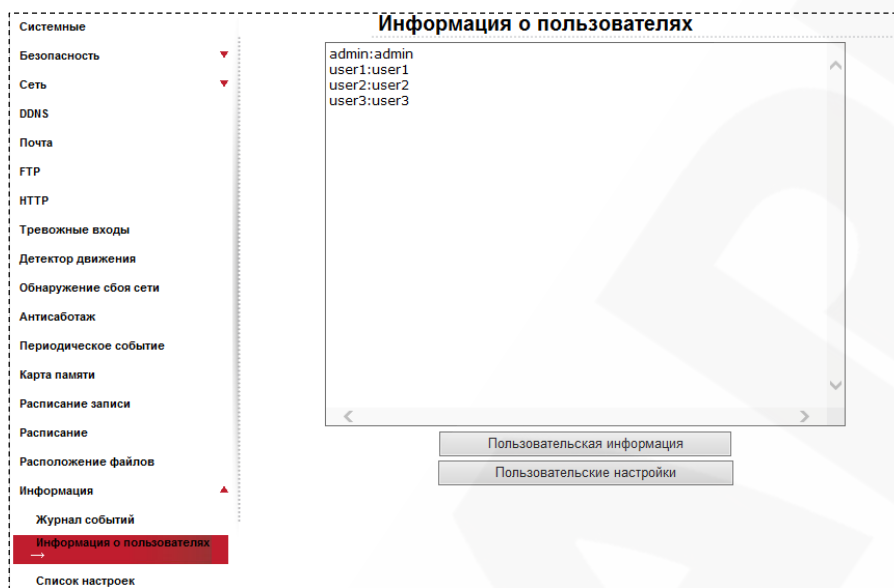 Системные
Безопасность
Сеть
DDNS
Почта
FTP
HTTP
Тревожные входы
Детектор движения
Обнаружение сбоя сети
Антисаботаж
Периодическое событие
Карта памяти
Расписание записи
Расписание
Расположение файлов
Информация
Журнал событий
Информация о пользователях
Список настроек
Информация о пользователях
admin:admin
user1:user1
user2:user2
user3:user3
Пользовательская информация
Пользовательские настройки